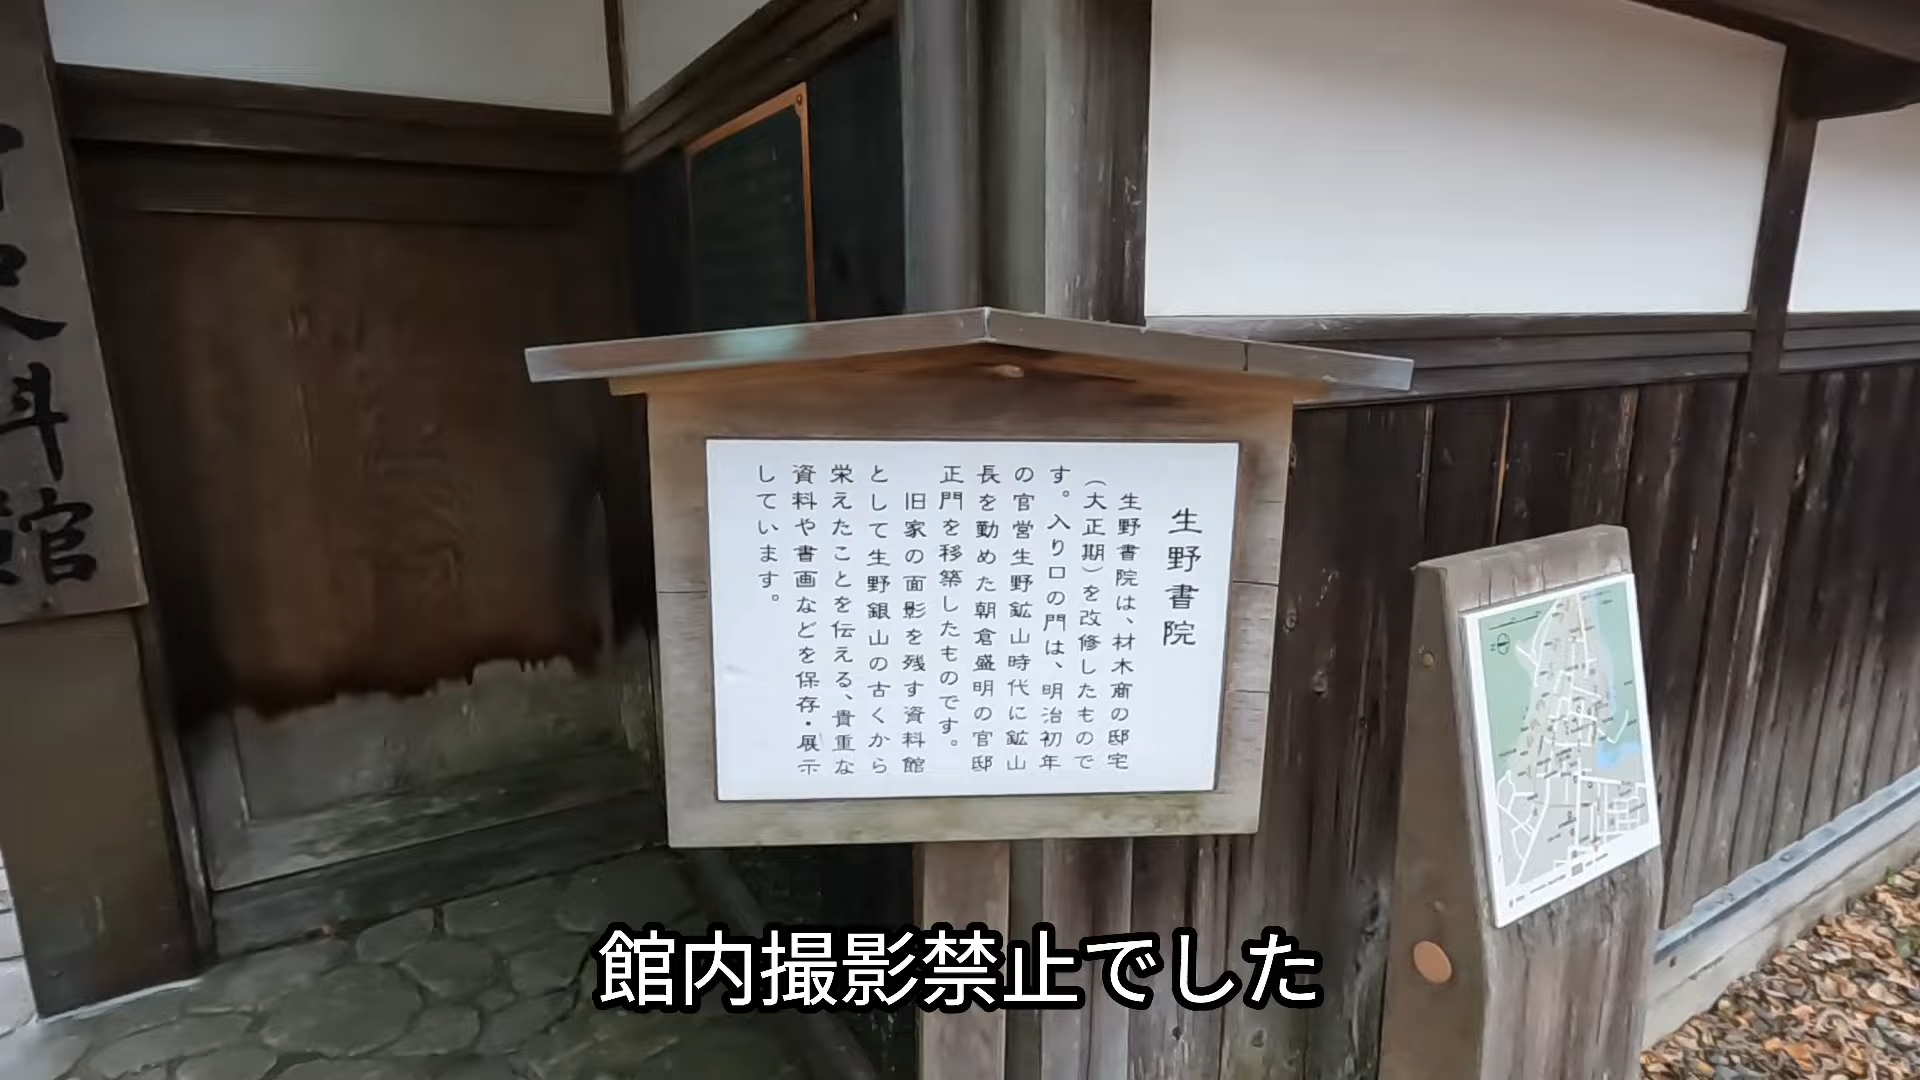 生野書院
生野書院は、材木商の邸宅
（大正期）を改修したもので
す。入り口の門は、明治初年
の官営生野鉱山時代に鉱山
長を勤めた朝倉盛明の官邸
正門を移築したものです。
旧家の面影を残す資料館
として生野銀山の古くから
栄えたことを伝える、貴重な
資料や書画などを保存・展示
しています。
料館
館内撮影禁止でした